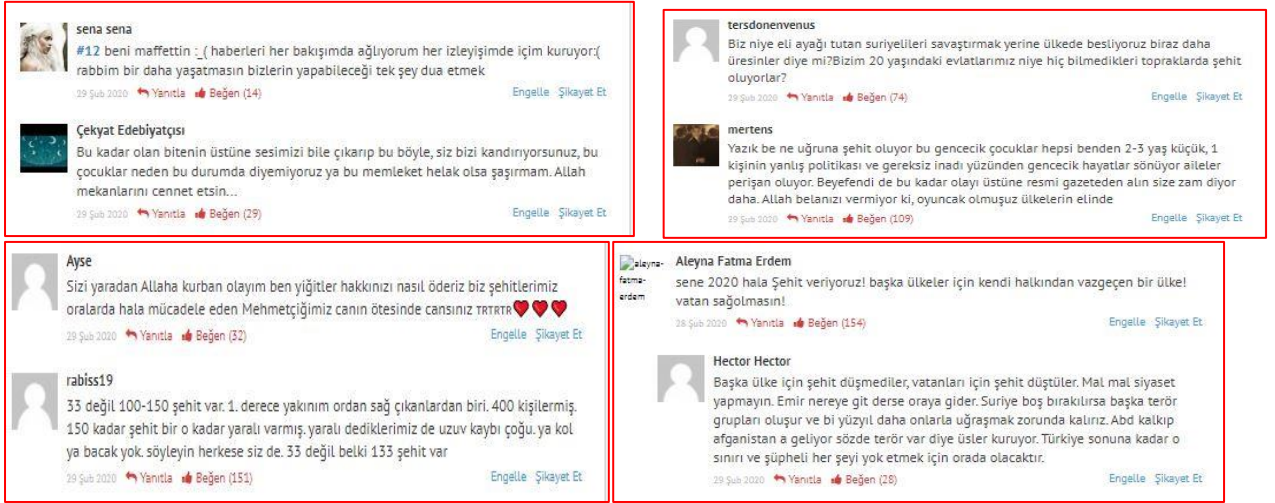 sena sena
#12 beni maffettin :_( haberleri her bakışımda ağlıyorum her izleyişimde içim kuruyor:(
rabbim bir daha yaşatmasın bizlerin yapabileceği tek şey dua etmek
29 Şub 2020 Yanıtla Beğen (14) Engelle Şikayet Et
Çekyat Edebiyatçısı
Bu kadar olan bitenin üstüne sesimizi bile çıkarıp bu böyle, siz bizi kandırıyorsunuz, bu
çocuklar neden bu durumda diyemiyoruz ya bu memleket helak olsa şaşırmam. Allah
mekanlarını cennet etsin...
29 Şub 2020 Yanıtla Beğen (29) Engelle Şikayet Et
tersdonenvenus
Biz niye eli ayağı tutan suriyelileri savaştırmak yerine ülkede besliyoruz biraz daha
üresinler diye mi?Bizim 20 yaşındaki evlatlarımız niye hiç bilmedikleri topraklarda şehit
oluyorlar?
29 Şub 2020 Yanıtla Beğen (74) Engelle Şikayet Et
mertens
Yazık be ne uğruna şehit oluyor bu gencecik çocuklar hepsi benden 2-3 yaş küçük, 1
kişinin yanlış politikası ve gereksiz inadı yüzünden gencecik hayatlar sönüyor aileler
perişan oluyor. Beyefendi de bu kadar olayı üstüne resmi gazeteden alın size zam diyor
daha. Allah belanızı vermiyor ki, oyuncak olmuşuz ülkelerin elinde
29 Şub 2020 Yanıtla Beğen (109) Engelle Şikayet Et
Ayse
Sizi yaradan Allaha kurban olayım ben yiğitler hakkınızı nasıl öderiz biz şehitlerimiz
oralarda hala mücadele eden Mehmetçiğimiz canın ötesinde cansınız TRTRTR
29 Şub 2020 Yanıtla Beğen (32) Engelle Şikayet Et
rabiss19
33 değil 100-150 şehit var. 1. derece yakınım ordan sağ çıkanlardan biri. 400 kişilermiş.
150 kadar şehit bir o kadar yaralı varmış. yaralı dediklerimiz de uzuv kaybı çoğu. ya kol
ya bacak yok. söyleyin herkese siz de. 33 değil belki 133 şehit var
29 Şub 2020 Yanıtla Beğen (151) Engelle Şikayet Et
aleyna-
fatma-
erdem
Aleyna Fatma Erdem
sene 2020 hala Şehit veriyoruz! başka ülkeler için kendi halkından vazgeçen bir ülke!
vatan sağolmasın!
28 Şub 2020 Yanıtla Beğen (154) Engelle Şikayet Et
Hector Hector
Başka ülke için şehit düşmediler, vatanları için şehit düştüler. Mal mal siyaset
yapmayın. Emir nereye git derse oraya gider. Suriye boş bırakılırsa başka terör
grupları oluşur ve bi yüzyıl daha onlarla uğraşmak zorunda kalırız. Abd kalkıp
afganistan a geliyor sözde terör var diye üsler kuruyor. Türkiye sonuna kadar o
sınırı ve şüpheli her şeyi yok etmek için orada olacaktır.
29 Şub 2020 Yanıtla Beğen (28) Engelle Şikayet Et